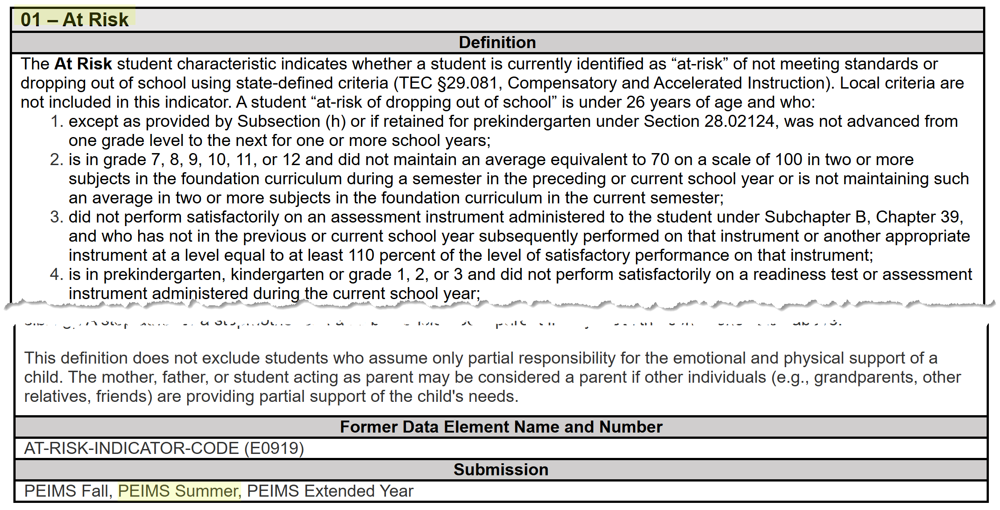 01 – At Risk
Definition
The At Risk student characteristic indicates whether a student is currently identified as “at-risk” of not meeting standards or
dropping out of school using state-defined criteria (TEC §29.081, Compensatory and Accelerated Instruction). Local criteria are
not included in this indicator. A student “at-risk of dropping out of school” is under 26 years of age and who:
1. except as provided by Subsection (h) or if retained for prekindergarten under Section 28.02124, was not advanced from
one grade level to the next for one or more school years;
2. is in grade 7, 8, 9, 10, 11, or 12 and did not maintain an average equivalent to 70 on a scale of 100 in two or more
subjects in the foundation curriculum during a semester in the preceding or current school year or is not maintaining such
an average in two or more subjects in the foundation curriculum in the current semester;
3. did not perform satisfactorily on an assessment instrument administered to the student under Subchapter B, Chapter 39,
and who has not in the previous or current school year subsequently performed on that instrument or another appropriate
instrument at a level equal to at least 110 percent of the level of satisfactory performance on that instrument;
4. is in prekindergarten, kindergarten or grade 1, 2, or 3 and did not perform satisfactorily on a readiness test or assessment
instrument administered during the current school year;
This definition does not exclude students who assume only partial responsibility for the emotional and physical support of a
child. The mother, father, or student acting as parent may be considered a parent if other individuals (e.g., grandparents, other
relatives, friends) are providing partial support of the child's needs.
Former Data Element Name and Number
AT-RISK-INDICATOR-CODE (E0919)
Submission
PEIMS Fall, PEIMS Summer, PEIMS Extended Year